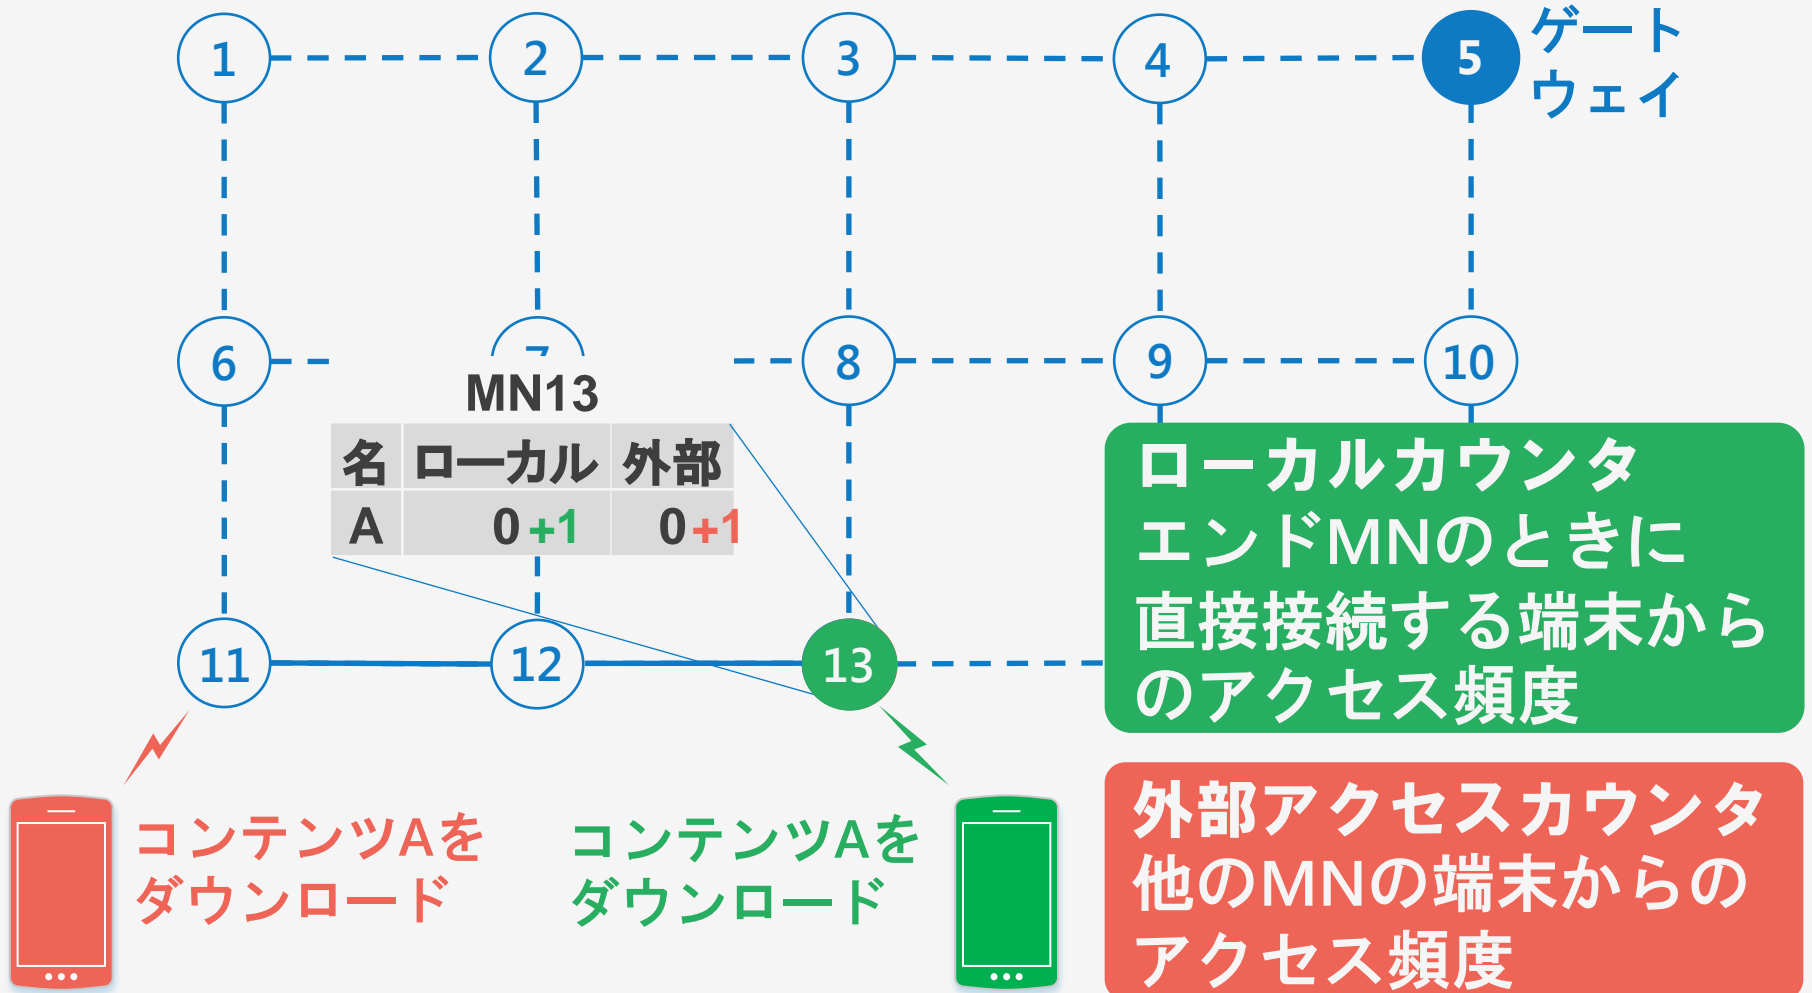 1
2
3
4
5
ゲート
ウェイ
6
7
8
9
10
MN13
名 ローカル 外部
A 0 +1 0 +1
11
12
13
ローカルカウンタ
エンドMNのときに
直接接続する端末から
のアクセス頻度
コンテンツAを
ダウンロード
コンテンツAを
ダウンロード
外部アクセスカウンタ
他のMNの端末からの
アクセス頻度